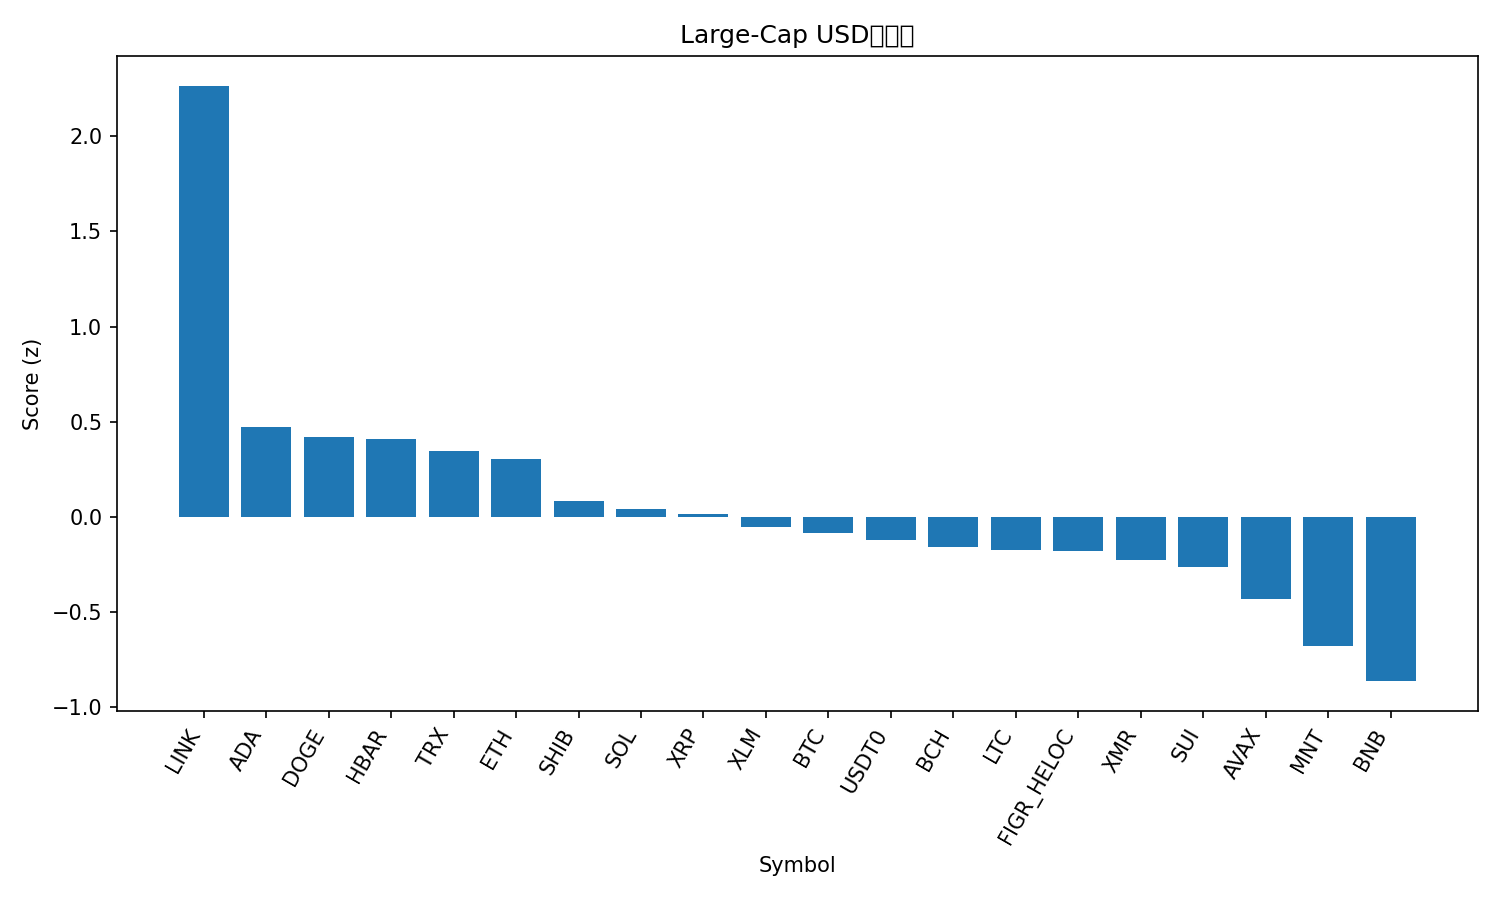 Large-Cap USD
Score (z)
2.0
1.5
1.0
0.5
0.0
−0.5
−1.0
LINK
ADA
DOGE
HBAR
TRX
ETH
SHIB
SOL
XRP
XLM
BTC
USDT0
BCH
LTC
FIGR_HELOC
XMR
SUI
AVAX
MNT
BNB
Symbol